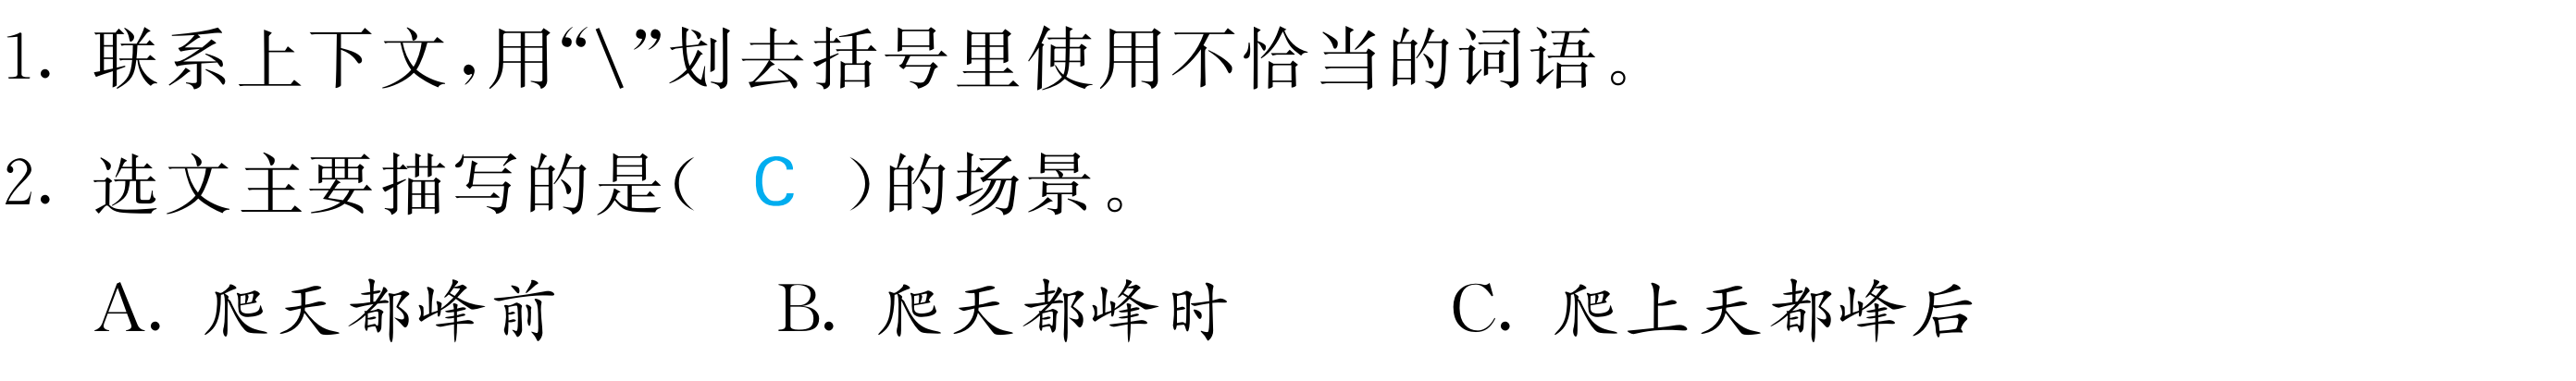 1. 联系上下文,用“\”划去括号里使用不恰当的词语。
2. 选文主要描写的是( C )的场景。
A. 爬天都峰前 B. 爬天都峰时 C. 爬上天都峰后